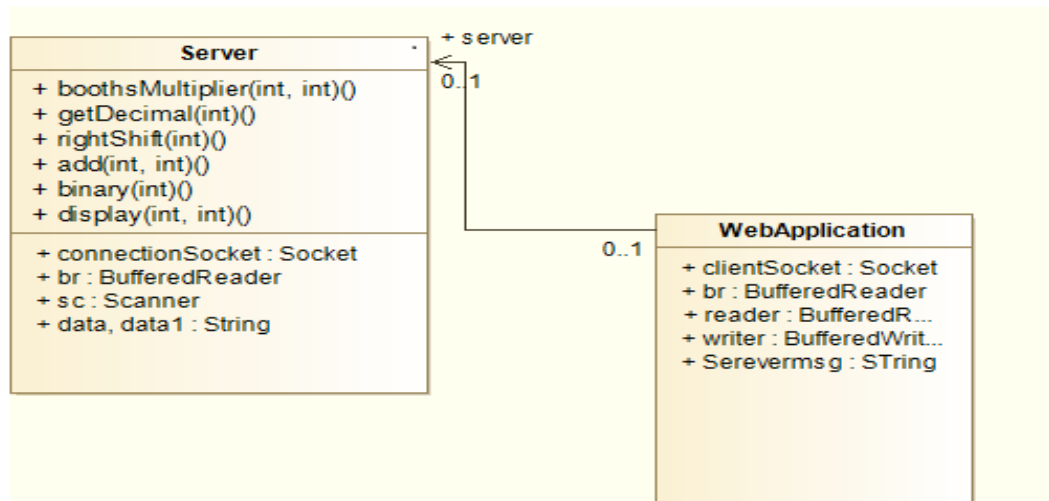 Server
+ boothsMultiplier(int, int)()
+ getDecimal(int)()
+ rightShift(int)()
+ add(int, int)()
+ binary(int)()
+ display(int, int)()
+ connectionSocket : Socket
+ br : BufferedReader
+ sc : Scanner
+ data, data1 : String
+ server
0..1
0..1
WebApplication
+ clientSocket : Socket
+ br : BufferedReader
+ reader : BufferedR...
+ writer : BufferedWrit...
+ Serevermsg : STring